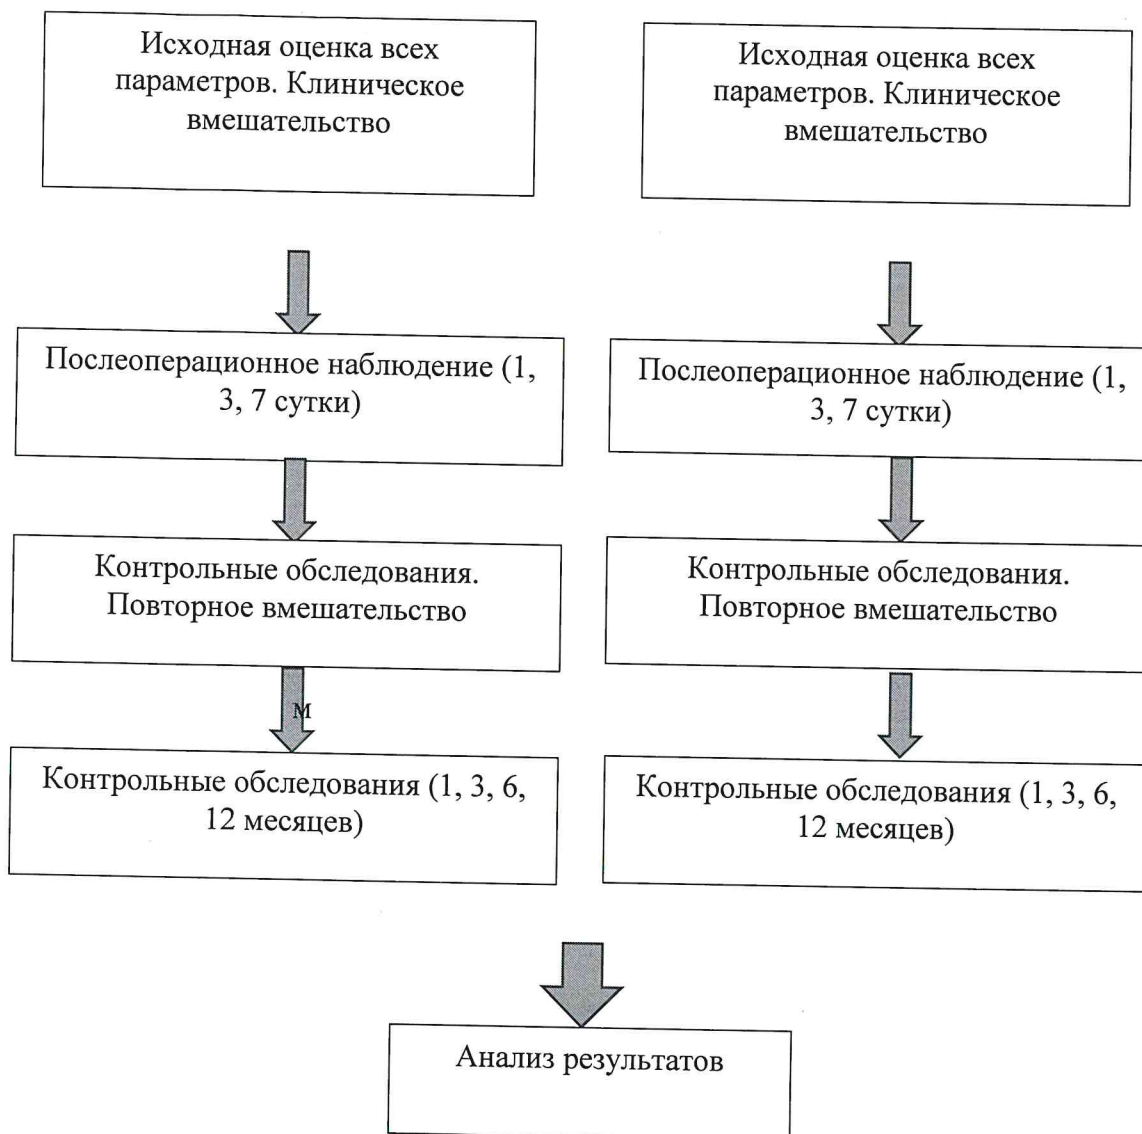 Исходная оценка всех
параметров. Клиническое
вмешательство
Исходная оценка всех
параметров. Клиническое
вмешательство
Послеоперационное наблюдение (1,
3, 7 сутки)
Послеоперационное наблюдение (1,
3, 7 сутки)
Контрольные обследования.
Повторное вмешательство
Контрольные обследования.
Повторное вмешательство
м
Контрольные обследования (1, 3, 6,
12 месяцев)
Контрольные обследования (1, 3, 6,
12 месяцев)
Анализ результатов